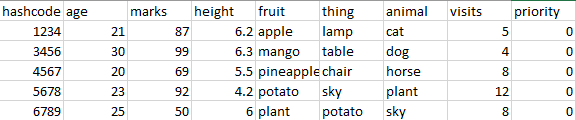 hashcode age marks height fruit thing animal visits priority
1234 21 87 6.2 apple lamp cat 5 0
3456 30 99 6.3 mango table dog 4 0
4567 20 69 5.5 pineapple chair horse 8 0
5678 23 92 4.2 potato sky plant 12 0
6789 25 50 6 plant potato sky 8 0